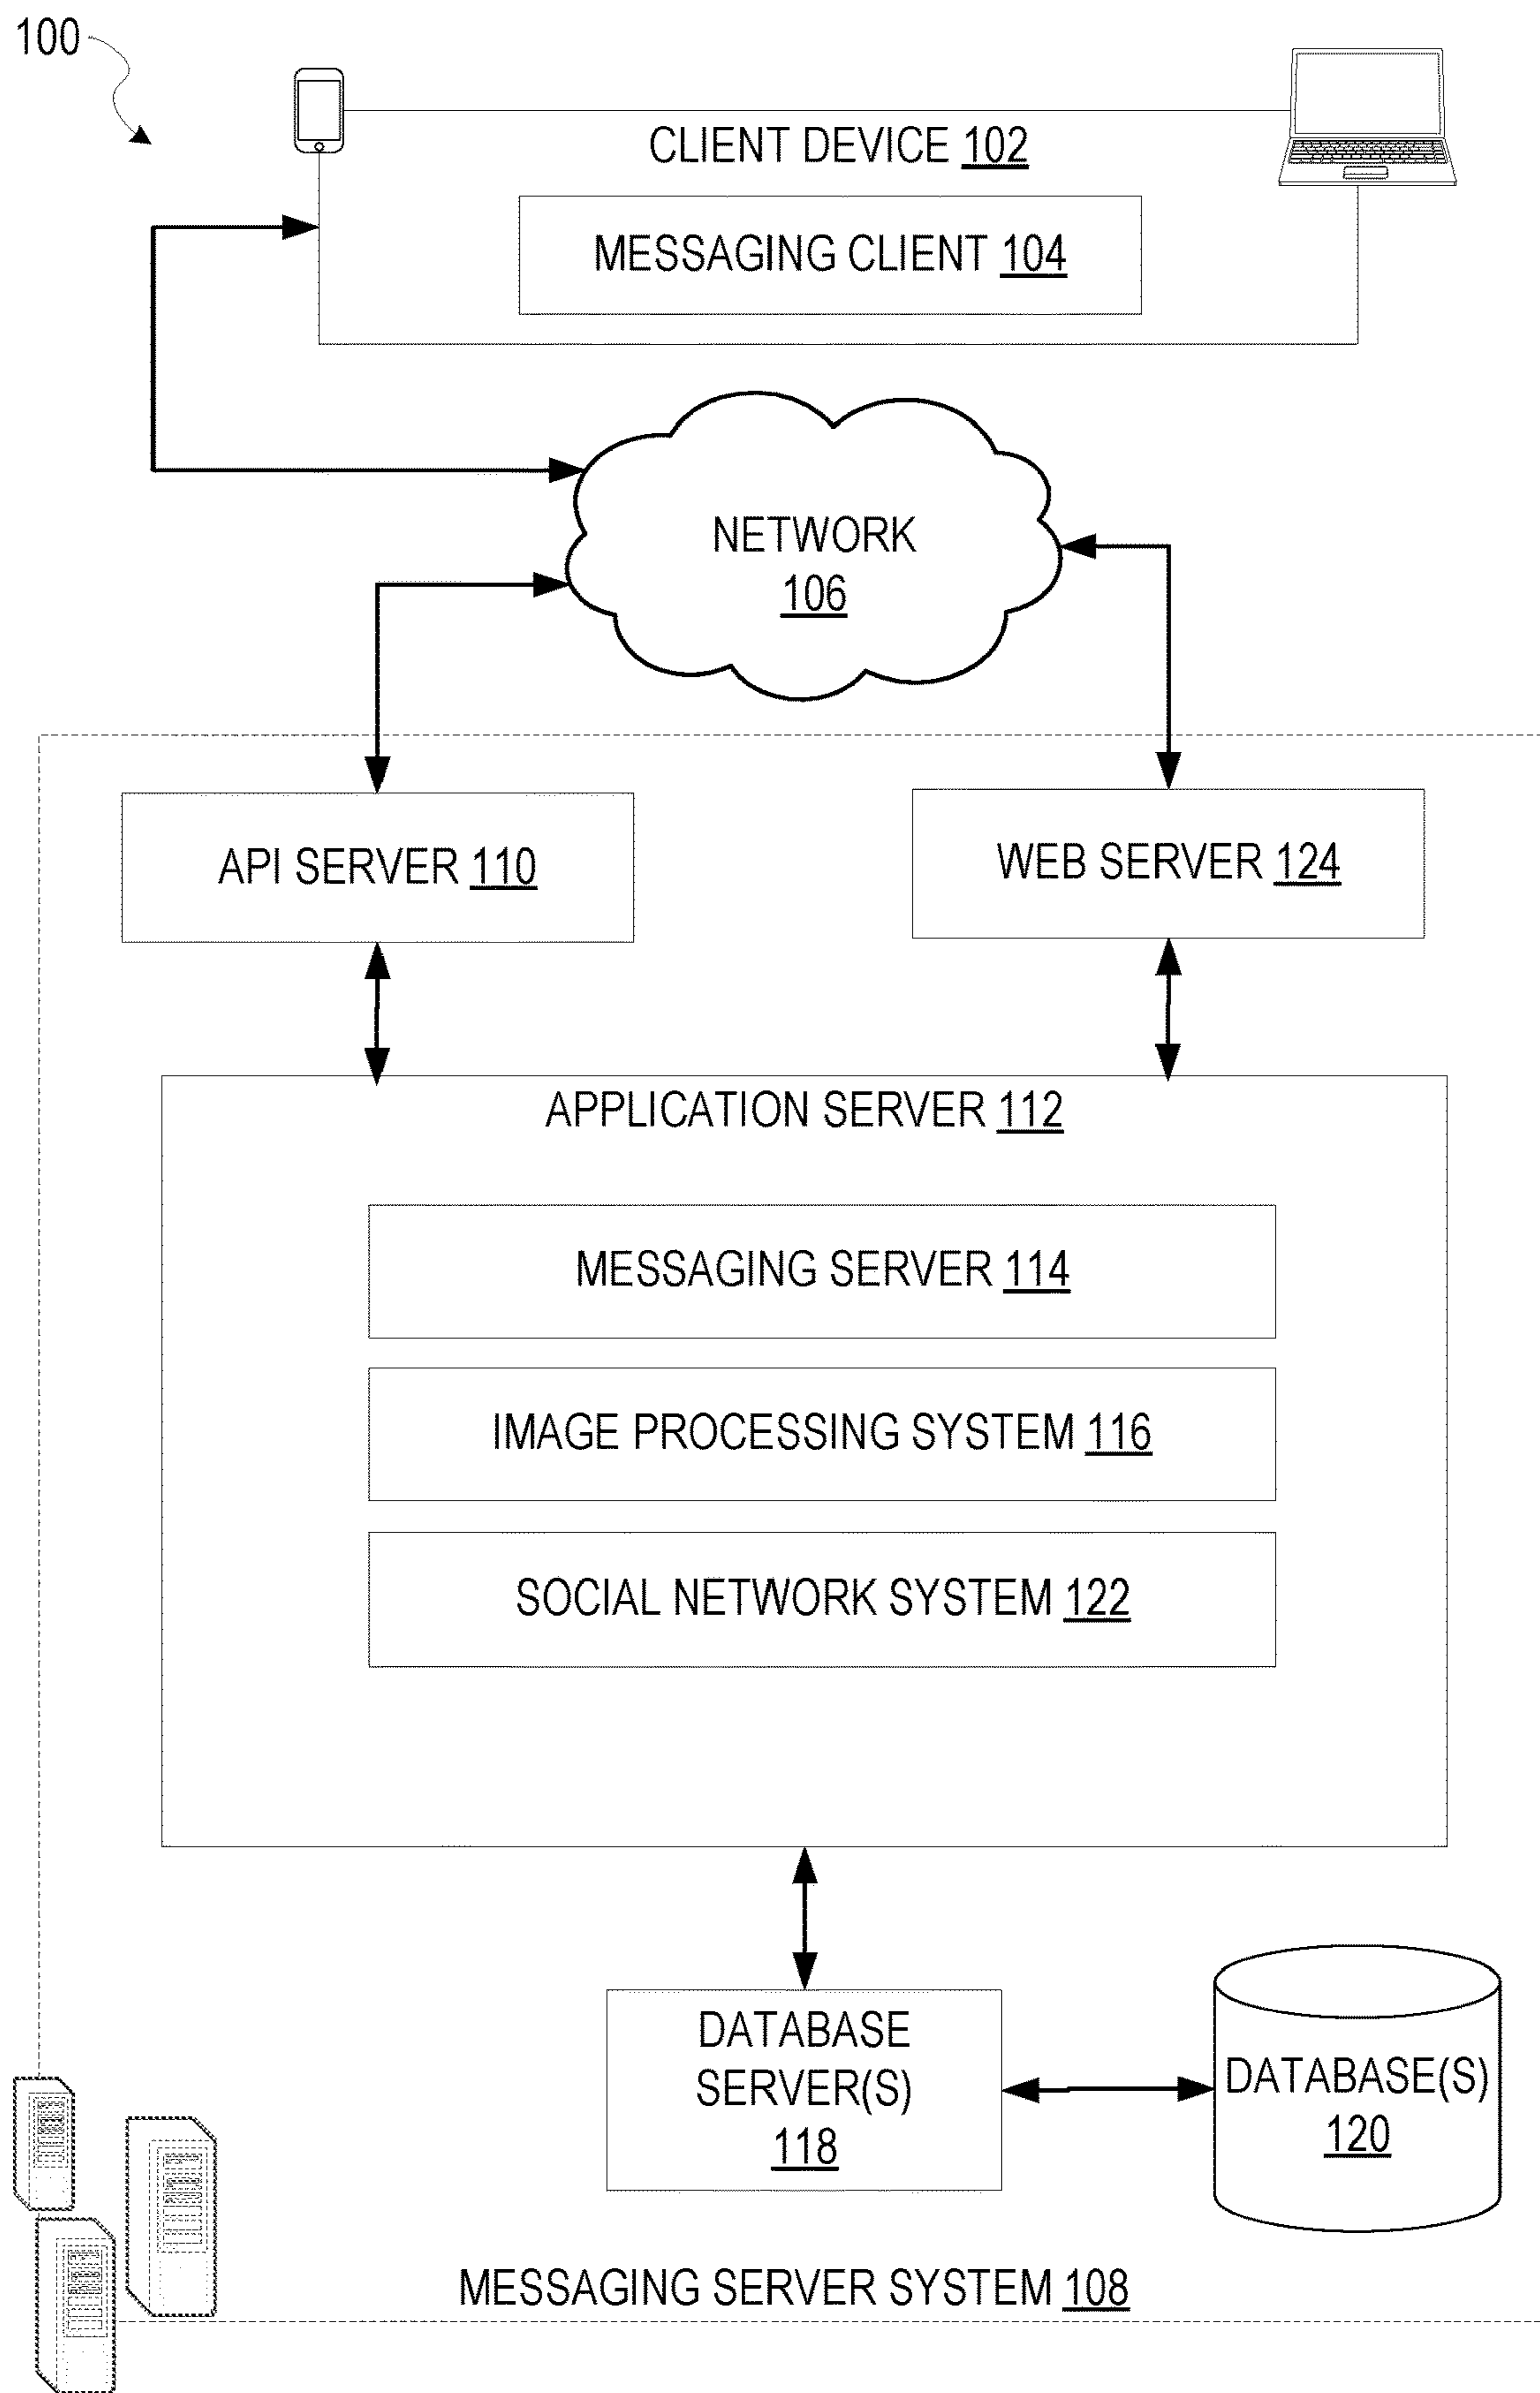 100
CLIENT DEVICE 102
MESSAGING CLIENT 104
NETWORK
106
API SERVER 110
WEB SERVER 124
APPLICATION SERVER 112
MESSAGING SERVER 114
IMAGE PROCESSING SYSTEM 116
SOCIAL NETWORK SYSTEM 122
DATABASE
SERVER(S)
118
DATABASE(S)
120
MESSAGING SERVER SYSTEM 108